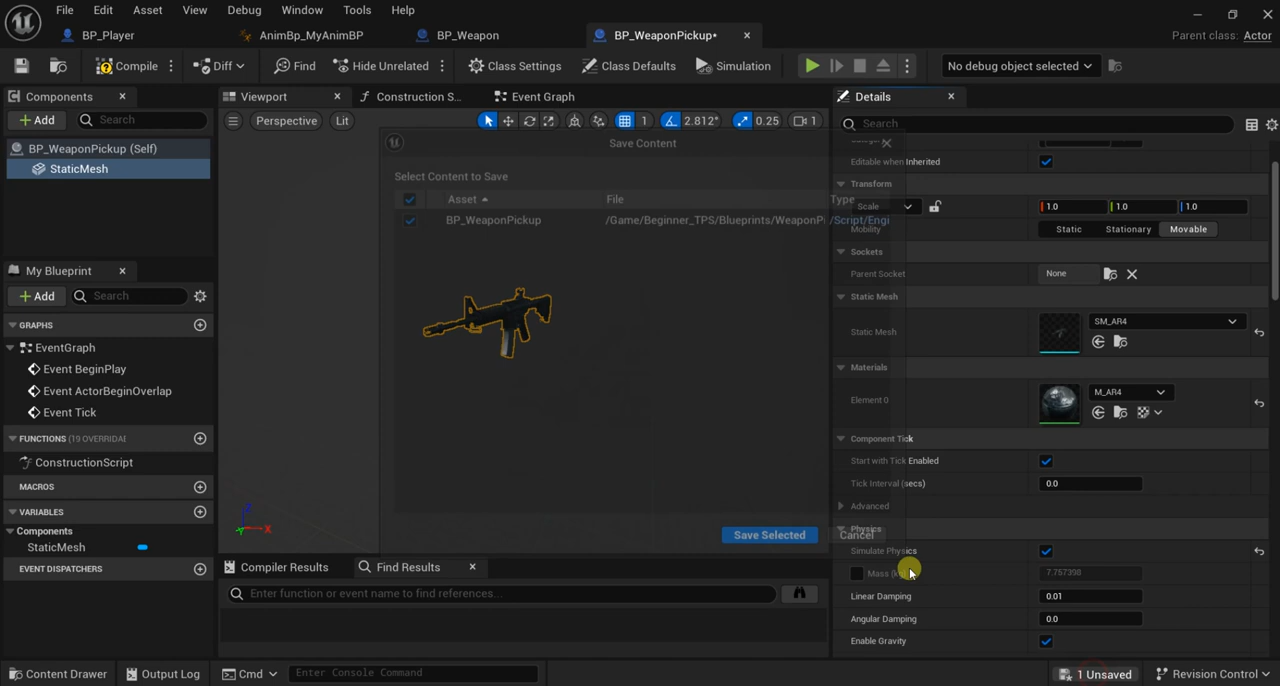 File Edit Asset View Debug Window Tools Help
BP_Player AnimBp_MyAnimBP BP_Weapon BP_WeaponPickup*
Parent class: Actor
Compile Diff Find Hide Unrelated Class Settings Class Defaults Simulation No debug object selected
Components
Add Search
BP_WeaponPickup (Self)
StaticMesh
My Blueprint
Add Search
GRAPHS
EventGraph
Event BeginPlay
Event ActorBeginOverlap
Event Tick
FUNCTIONS (19 OVERRIDA
ConstructionScript
MACROS
VARIABLES
Components
StaticMesh
EVENT DISPATCHERS
Viewport Construction S... Event Graph
Perspective Lit 1 2.812° 0.25 1
Save Content
Select Content to Save
Asset File Type
BP_WeaponPickup /Game/Beginner_TPS/Blueprints/WeaponPi /Script/Engi
Save Selected Cancel
Z
X
Y
Compiler Results Find Results
Enter function or event name to find references...
Details
Search
Editable when Inherited
Transform
Scale 1.0 1.0 1.0
Mobility Static Stationary Movable
Sockets
Parent Socket None
Static Mesh
Static Mesh SM_AR4
Materials
Element 0 M_AR4
Component Tick
Start with Tick Enabled
Tick Interval (secs) 0.0
Advanced
Physics
Simulate Physics
Mass (kg) 7.757398
Linear Damping 0.01
Angular Damping 0.0
Enable Gravity
Content Drawer Output Log Cmd Enter Console Command 1 Unsaved Revision Control